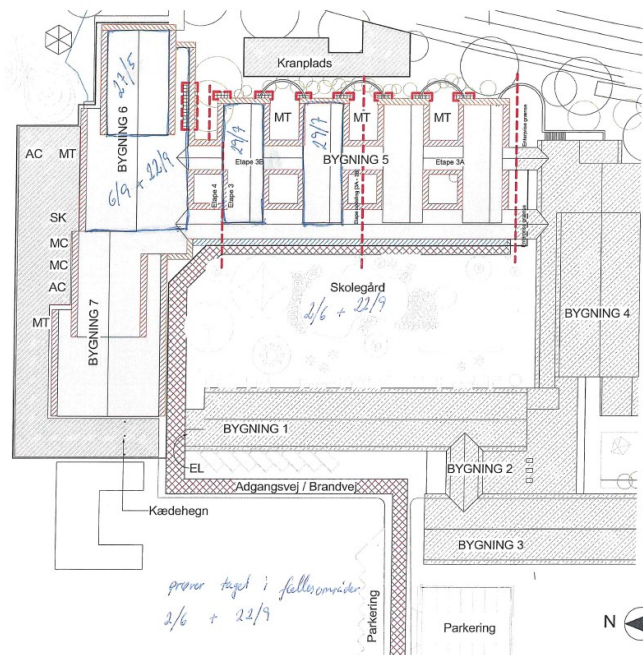 Kranplads
27/5
BYGNING 6
6/9 + 22/9
AC MT
MT
MT
MT
29/7
29/7
Etape 3B
BYGNING 5
Etape 3A
Etape 4
Etape 3
Entreprise grænse
SK
MC
MC
AC
MT
BYGNING 7
Skolegård
2/6 + 22/9
BYGNING 4
BYGNING 1
EL
BYGNING 2
Adgangsvej / Brandvej
Kædehegn
BYGNING 3
prøver taget i fællesområder
2/6 + 22/9
Parkering
Parkering
N